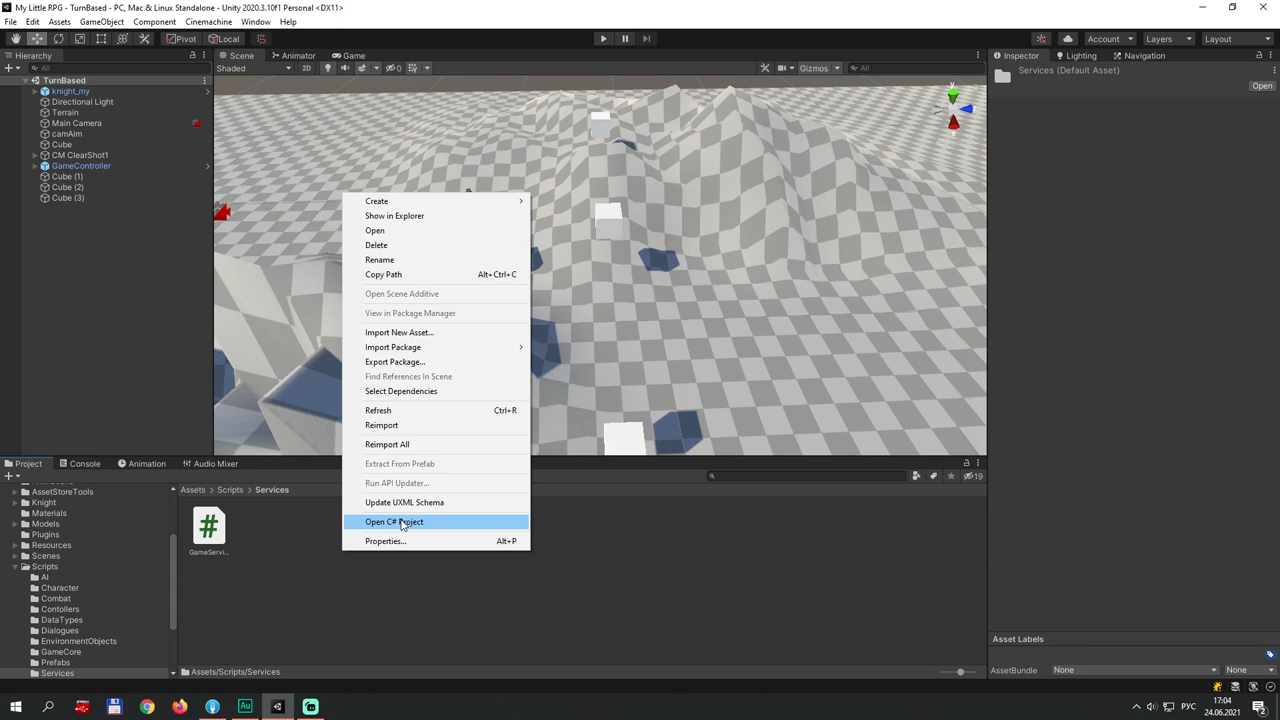 My Little RPG - TurnBased - PC, Mac & Linux Standalone - Unity 2020.3.10f1 Personal <DX11>
File Edit Assets GameObject Component Cinemachine Window Help
Pivot Local Account Layers Layout
Hierarchy Scene Animator Game Inspector Lighting Navigation
All Shaded 2D 0 Gizmos All Services (Default Asset)
Open
TurnBased
knight_my
Directional Light
Terrain
Main Camera
camAim
Cube
CM ClearShot1
GameController
Cube (1)
Cube (2)
Cube (3)
y
x
Create
Show in Explorer
Open
Delete
Rename
Copy Path Alt+Ctrl+C
Open Scene Additive
View in Package Manager
Import New Asset...
Import Package
Export Package...
Find References In Scene
Select Dependencies
Refresh Ctrl+R
Reimport
Reimport All
Extract From Prefab
Run API Updater...
Update UXML Schema
Open C# Project
Properties... Alt+P
Project Console Animation Audio Mixer
19
AssetStoreTools
Knight
Materials
Models
Plugins
Resources
Scenes
Scripts
AI
Character
Combat
Contollers
DataTypes
Dialogues
EnvironmentObjects
GameCore
Prefabs
Services
Assets Scripts Services
#
GameServi...
Assets/Scripts/Services
Asset Labels
AssetBundle None None
Au
РУС
17:04
24.06.2021
2